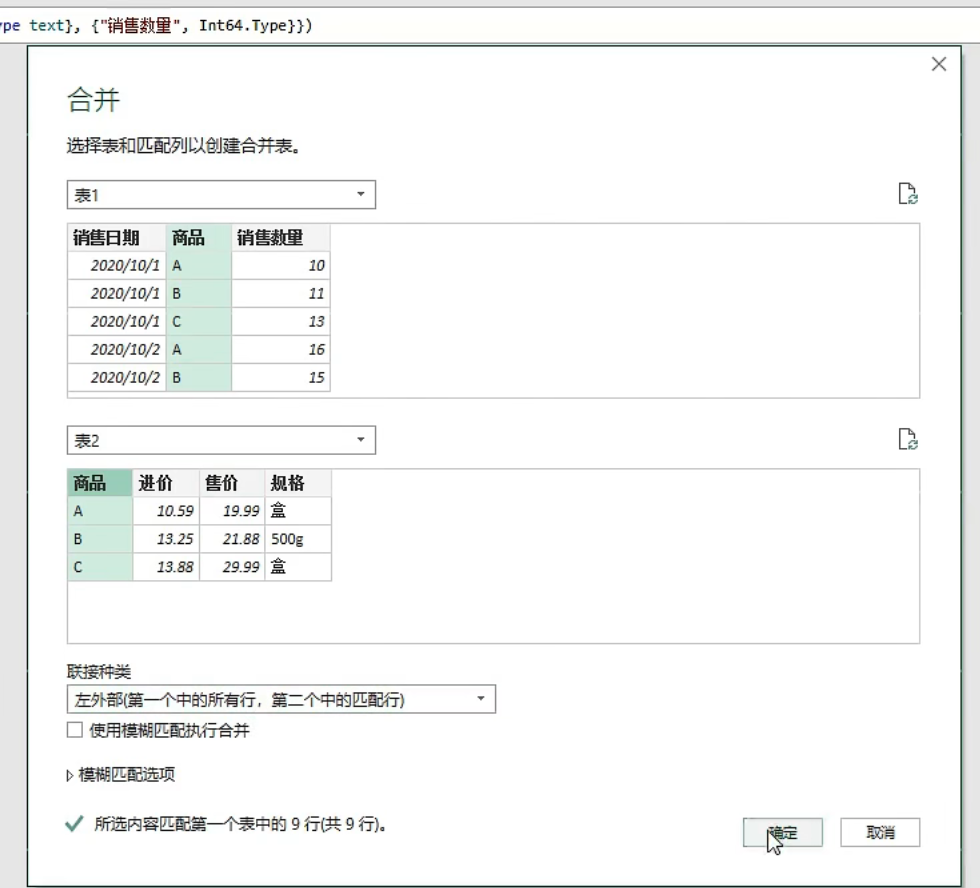 ype text}, {"销售数量", Int64.Type}})
合并
选择表和匹配列以创建合并表。
表1
销售日期 商品 销售数量
2020/10/1 A 10
2020/10/1 B 11
2020/10/1 C 13
2020/10/2 A 16
2020/10/2 B 15
表2
商品 进价 售价 规格
A 10.59 19.99 盒
B 13.25 21.88 500g
C 13.88 29.99 盒
联接种类
左外部(第一个中的所有行，第二个中的匹配行)
使用模糊匹配执行合并
模糊匹配选项
所选内容匹配第一个表中的 9 行(共 9 行)。
确定 取消